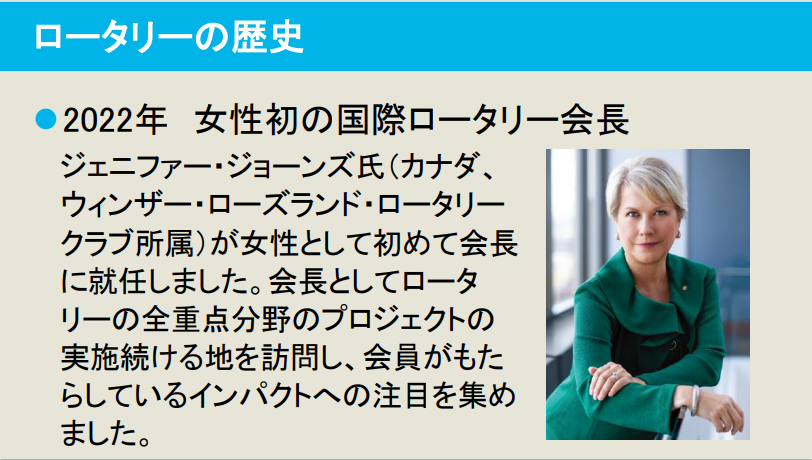 ロータリーの歴史
●2022年　女性初の国際ロータリー会長
ジェニファー・ジョーンズ氏（カナダ、
ウィンザー・ローズランド・ロータリー
クラブ所属）が女性として初めて会長
に就任しました。会長としてロータ
リーの全重点分野のプロジェクトの
実施続ける地を訪問し、会員がもた
らしているインパクトへの注目を集め
ました。